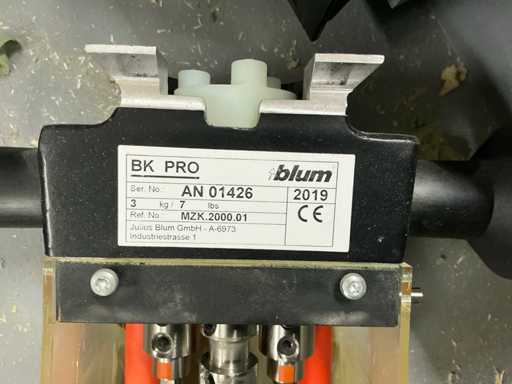 BK PRO
blum
Ser. No.: AN 01426
2019
3 kg / 7 lbs
Ref. No.: MZK.2000.01
CE
Julius Blum GmbH - A-6973
Industriestrasse 1